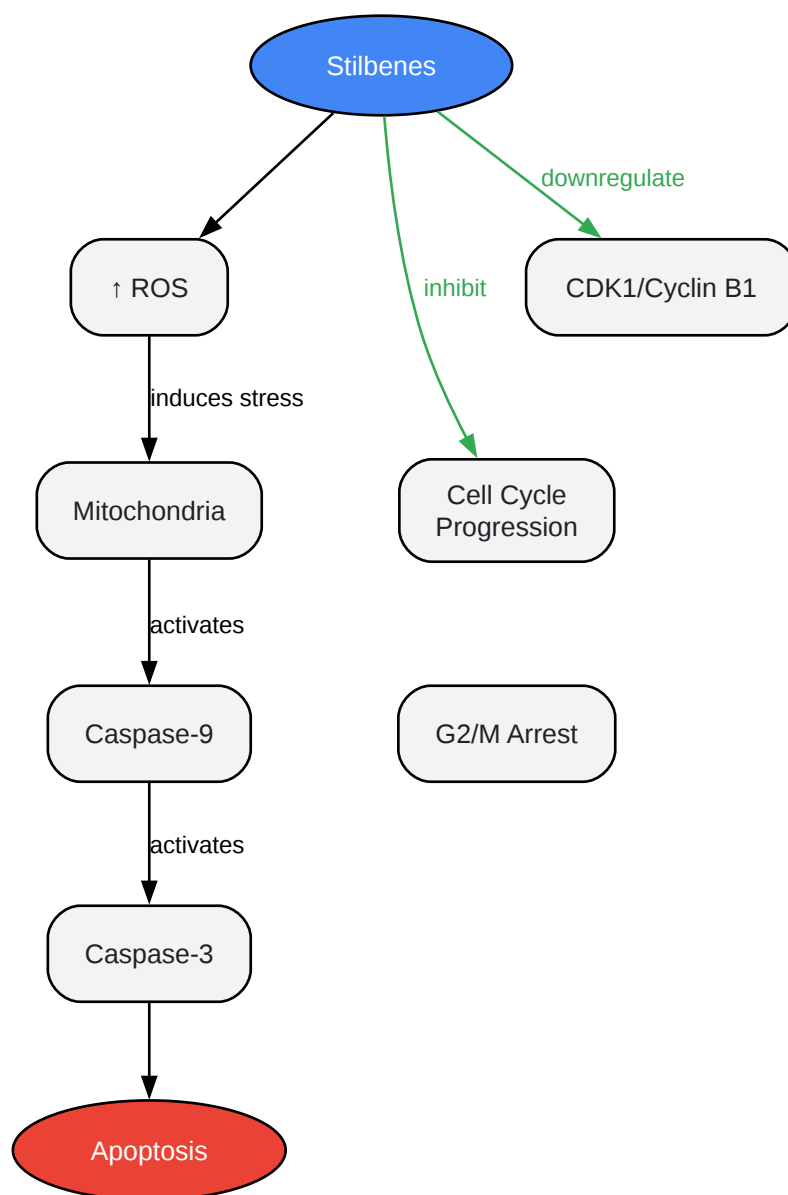 Stilbenes
downregulate
↑ ROS
inhibit
CDK1/Cyclin B1
induces stress
Mitochondria
Cell Cycle
Progression
activates
Caspase-9
G2/M Arrest
activates
Caspase-3
Apoptosis